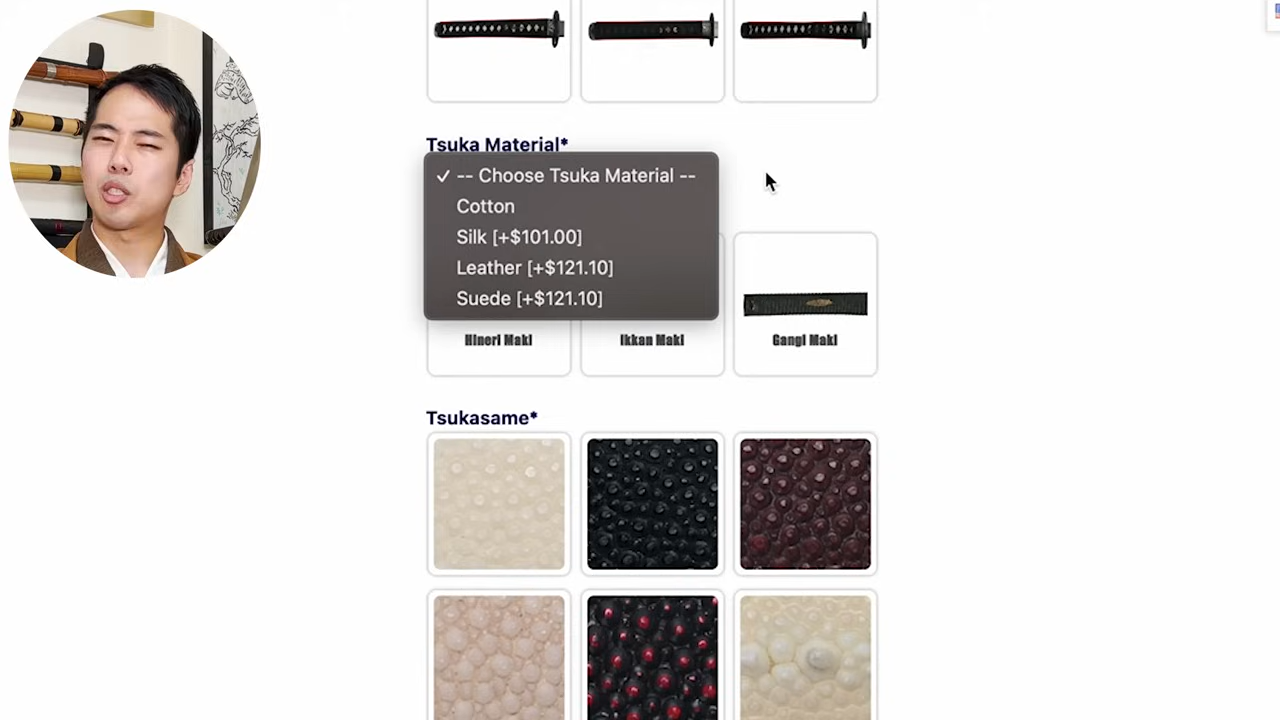 Tsuka Material*
✓ -- Choose Tsuka Material --
Cotton
Silk [+$101.00]
Leather [+$121.10]
Suede [+$121.10]
Hineri Maki
Ikkan Maki
Gangi Maki
Tsukasame*